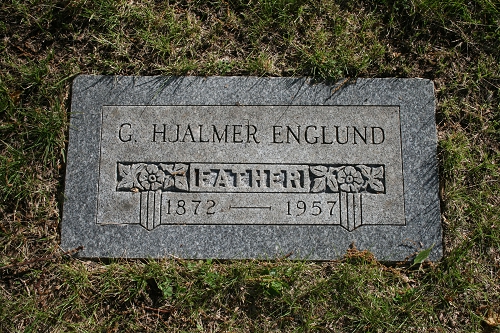 G. HJALMER ENGLUND
FATHER
1872 — 1957